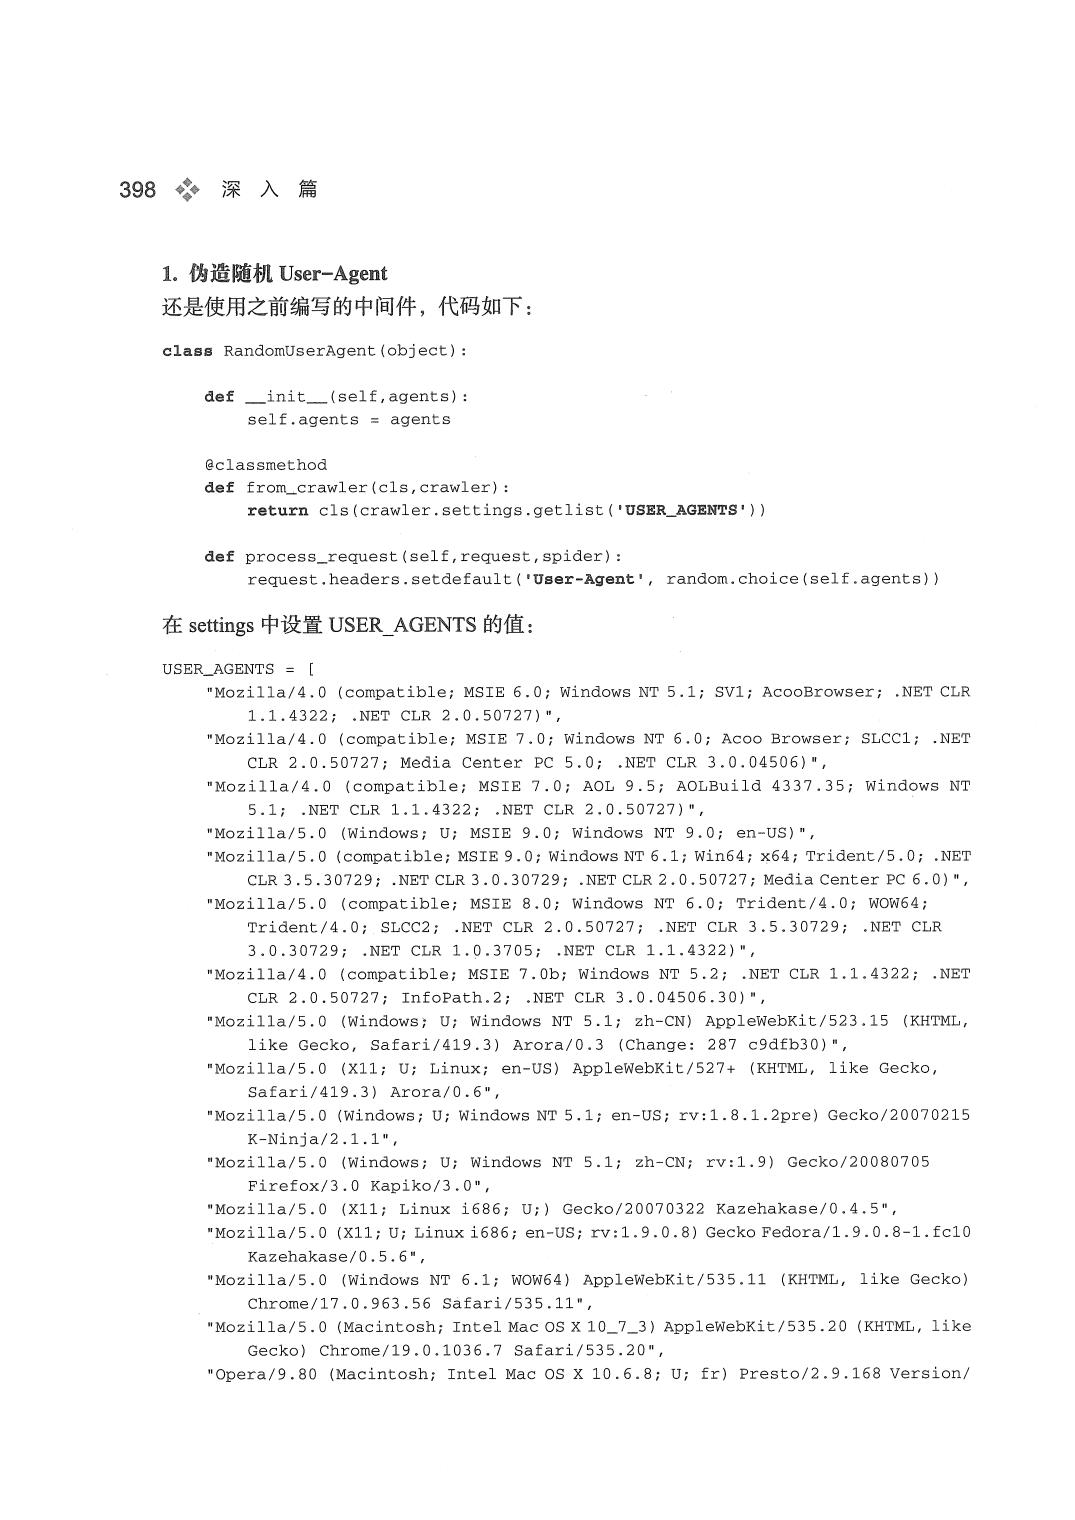 398 深 入 篇
1. 伪造随机 User-Agent
还是使用之前编写的中间件，代码如下：
class RandomUserAgent(object):
def __init__(self,agents):
self.agents = agents
@classmethod
def from_crawler(cls,crawler):
return cls(crawler.settings.getlist('USER_AGENTS'))
def process_request(self,request,spider):
request.headers.setdefault('User-Agent', random.choice(self.agents))
在 settings 中设置 USER_AGENTS 的值：
USER_AGENTS = [
"Mozilla/4.0 (compatible; MSIE 6.0; Windows NT 5.1; SV1; AcooBrowser; .NET CLR
1.1.4322; .NET CLR 2.0.50727)",
"Mozilla/4.0 (compatible; MSIE 7.0; Windows NT 6.0; Acoo Browser; SLCC1; .NET
CLR 2.0.50727; Media Center PC 5.0; .NET CLR 3.0.04506)",
"Mozilla/4.0 (compatible; MSIE 7.0; AOL 9.5; AOLBuild 4337.35; Windows NT
5.1; .NET CLR 1.1.4322; .NET CLR 2.0.50727)",
"Mozilla/5.0 (Windows; U; MSIE 9.0; Windows NT 9.0; en-US)",
"Mozilla/5.0 (compatible; MSIE 9.0; Windows NT 6.1; Win64; x64; Trident/5.0; .NET
CLR 3.5.30729; .NET CLR 3.0.30729; .NET CLR 2.0.50727; Media Center PC 6.0)",
"Mozilla/5.0 (compatible; MSIE 8.0; Windows NT 6.0; Trident/4.0; WOW64;
Trident/4.0; SLCC2; .NET CLR 2.0.50727; .NET CLR 3.5.30729; .NET CLR
3.0.30729; .NET CLR 1.0.3705; .NET CLR 1.1.4322)",
"Mozilla/4.0 (compatible; MSIE 7.0b; Windows NT 5.2; .NET CLR 1.1.4322; .NET
CLR 2.0.50727; InfoPath.2; .NET CLR 3.0.04506.30)",
"Mozilla/5.0 (Windows; U; Windows NT 5.1; zh-CN) AppleWebKit/523.15 (KHTML,
like Gecko, Safari/419.3) Arora/0.3 (Change: 287 c9dfb30)",
"Mozilla/5.0 (X11; U; Linux; en-US) AppleWebKit/527+ (KHTML, like Gecko,
Safari/419.3) Arora/0.6",
"Mozilla/5.0 (Windows; U; Windows NT 5.1; en-US; rv:1.8.1.2pre) Gecko/20070215
K-Ninja/2.1.1",
"Mozilla/5.0 (Windows; U; Windows NT 5.1; zh-CN; rv:1.9) Gecko/20080705
Firefox/3.0 Kapiko/3.0",
"Mozilla/5.0 (X11; Linux i686; U;) Gecko/20070322 Kazehakase/0.4.5",
"Mozilla/5.0 (X11; U; Linux i686; en-US; rv:1.9.0.8) Gecko Fedora/1.9.0.8-1.fc10
Kazehakase/0.5.6",
"Mozilla/5.0 (Windows NT 6.1; WOW64) AppleWebKit/535.11 (KHTML, like Gecko)
Chrome/17.0.963.56 Safari/535.11",
"Mozilla/5.0 (Macintosh; Intel Mac OS X 10_7_3) AppleWebKit/535.20 (KHTML, like
Gecko) Chrome/19.0.1036.7 Safari/535.20",
"Opera/9.80 (Macintosh; Intel Mac OS X 10.6.8; U; fr) Presto/2.9.168 Version/